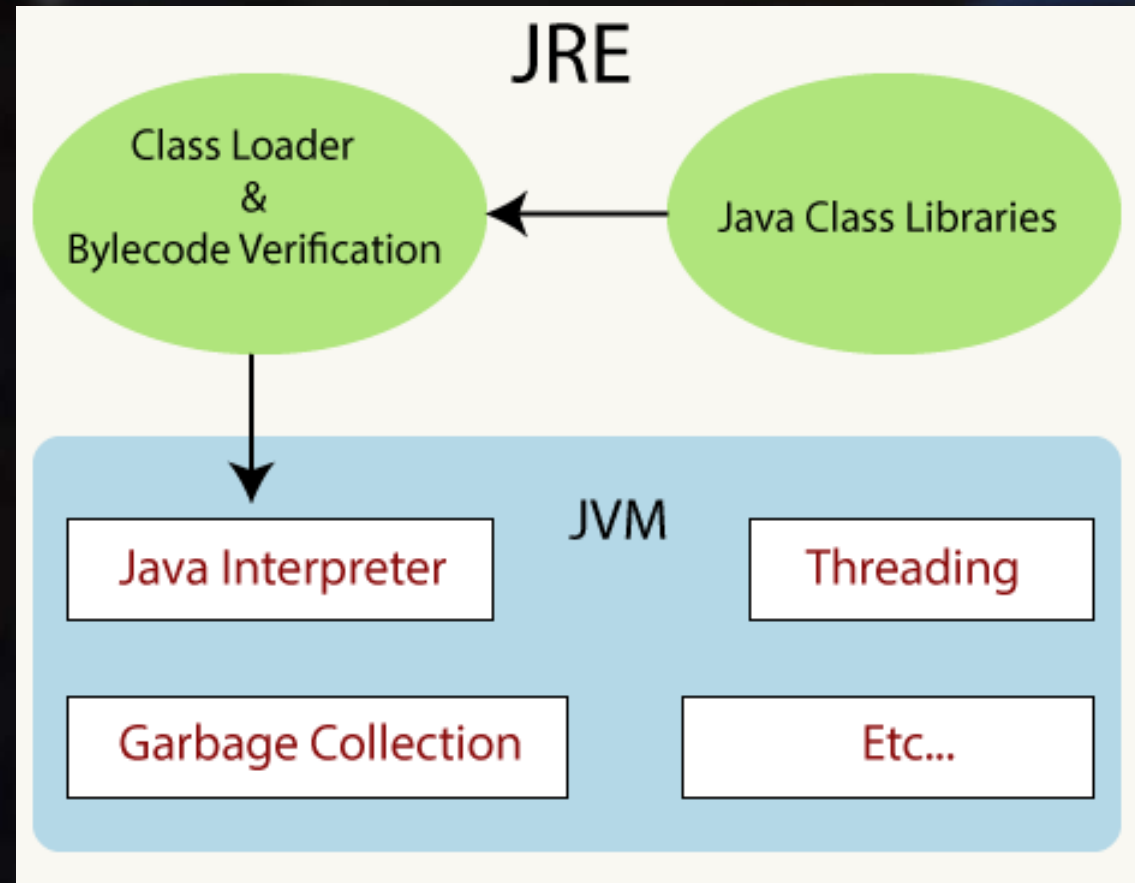 JRE
Class Loader
&
Bylecode Verification
Java Class Libraries
JVM
Java Interpreter
Threading
Garbage Collection
Etc...